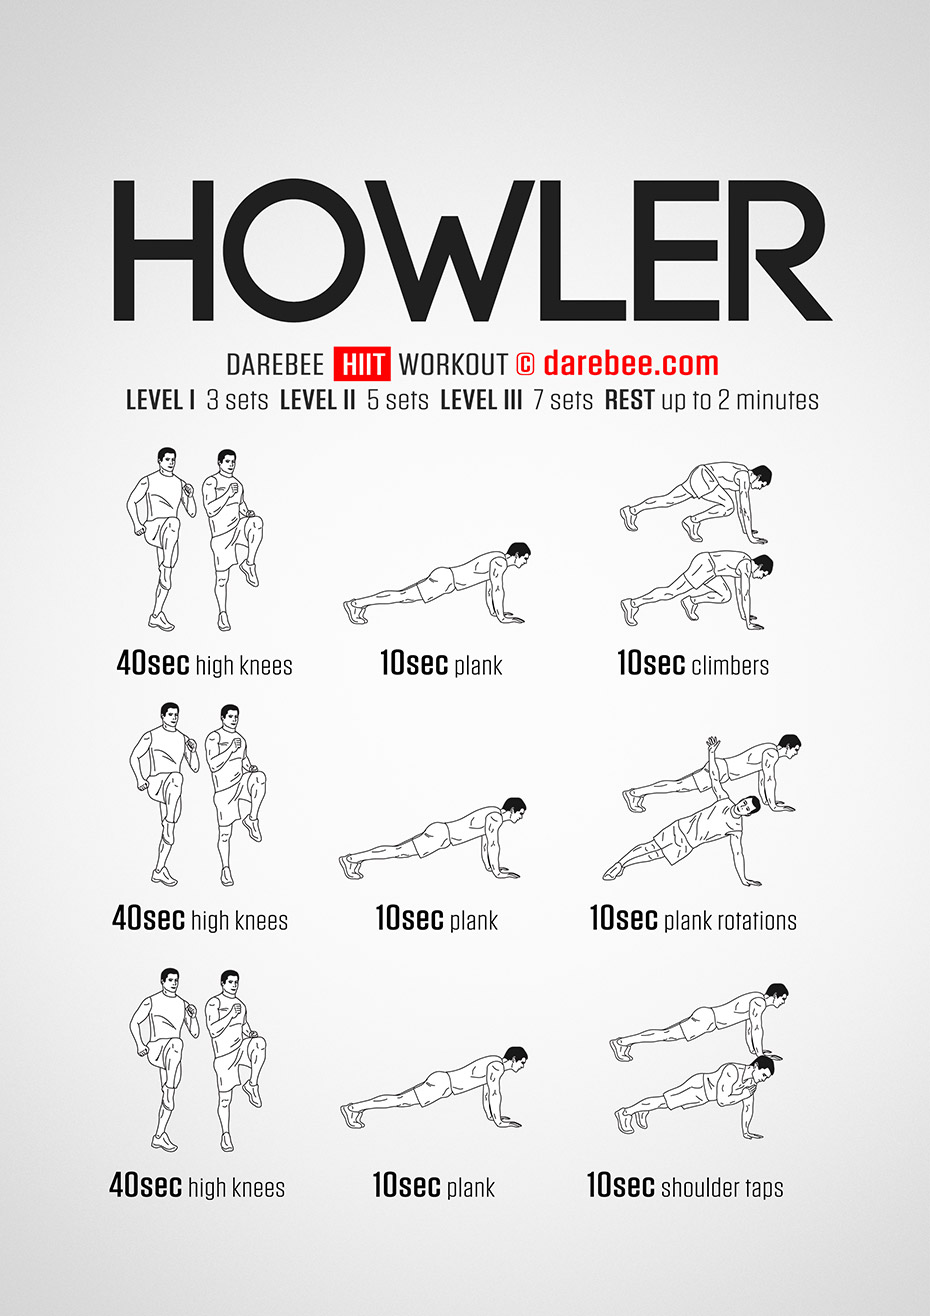 HOWLER
DAREBEE HIIT WORKOUT © darebee.com
LEVEL I 3 sets LEVEL II 5 sets LEVEL III 7 sets REST up to 2 minutes
40sec high knees
10sec plank
10sec climbers
40sec high knees
10sec plank
10sec plank rotations
40sec high knees
10sec plank
10sec shoulder taps